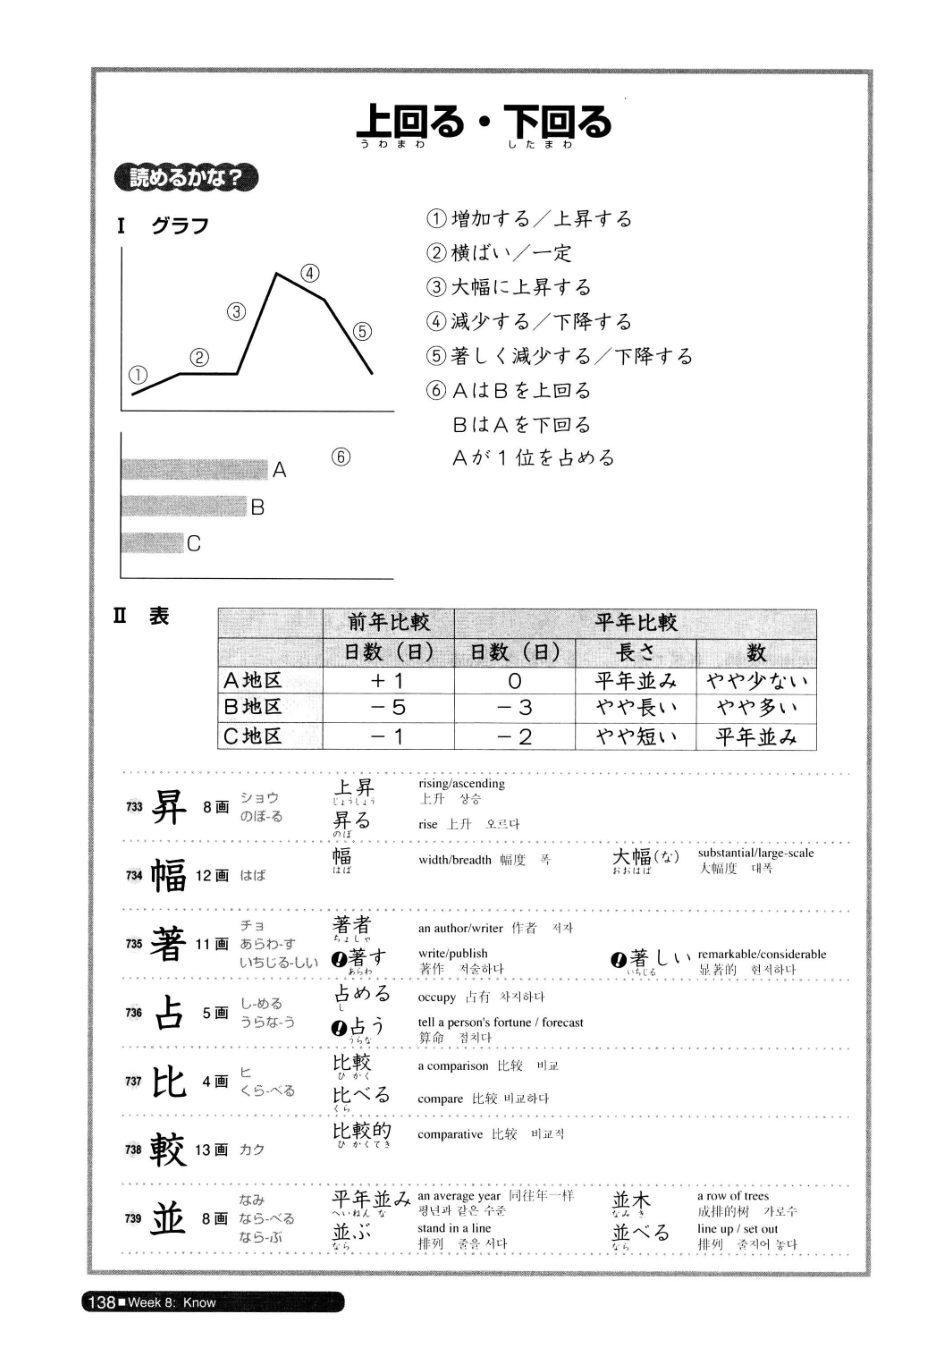 上回る・下回る
うわまわ したまわ
読めるかな？
Ⅰ グラフ
①増加する／上昇する
②横ばい／一定
③大幅に上昇する
④減少する／下降する
⑤著しく減少する／下降する
⑥AはBを上回る
BはAを下回る
Aが1位を占める
① ② ③ ④ ⑤
⑥
A
B
C
Ⅱ 表
前年比較 平年比較
日数（日） 日数（日） 長さ 数
A地区 ＋1 0 平年並み やや少ない
B地区 －5 －3 やや長い やや多い
C地区 －1 －2 やや短い 平年並み
733 昇 8画 ショウ のぼ-る
上昇 じょうしょう rising/ascending 上升 상승
昇る のぼ rise 上升 오르다
734 幅 12画 はば
幅 はば width/breadth 幅度 폭
大幅（な） おおはば substantial/large-scale 大幅度 대폭
735 著 11画 チョ あらわ-す いちじる-しい
著者 ちょしゃ an author/writer 作者 저자
❗著す あらわ write/publish 著作 저술하다
❗著しい いちじる remarkable/considerable 显著的 현저하다
736 占 5画 し-める うらな-う
占める し occupy 占有 차지하다
❗占う うらな tell a person's fortune / forecast 算命 점치다
737 比 4画 ヒ くら-べる
比較 ひかく a comparison 比较 비교
比べる くら compare 比较 비교하다
738 較 13画 カク
比較的 ひかくてき comparative 比较 비교적
739 並 8画 なみ なら-べる なら-ぶ
平年並み へいねんな an average year 同往年一样 평년과 같은 수준
並木 なみき a row of trees 成排的树 가로수
並ぶ なら stand in a line 排列 줄을 서다
並べる なら line up / set out 排列 줄지어 놓다
138■Week 8: Know